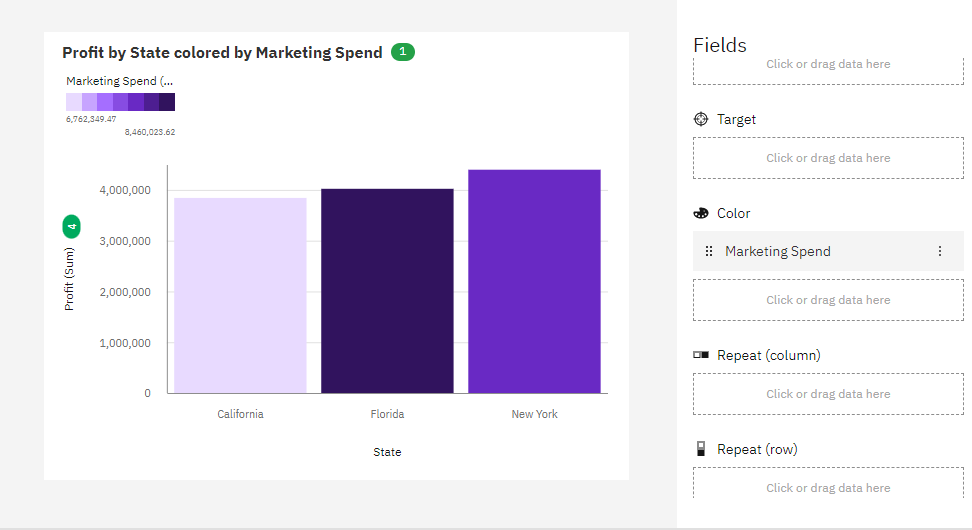 Profit by State colored by Marketing Spend 1
Marketing Spend (...
6,762,349.47
8,460,023.62
4
Profit (Sum)
4,000,000
3,000,000
2,000,000
1,000,000
0
California Florida New York
State
Fields
Click or drag data here
Target
Click or drag data here
Color
Marketing Spend
Click or drag data here
Repeat (column)
Click or drag data here
Repeat (row)
Click or drag data here